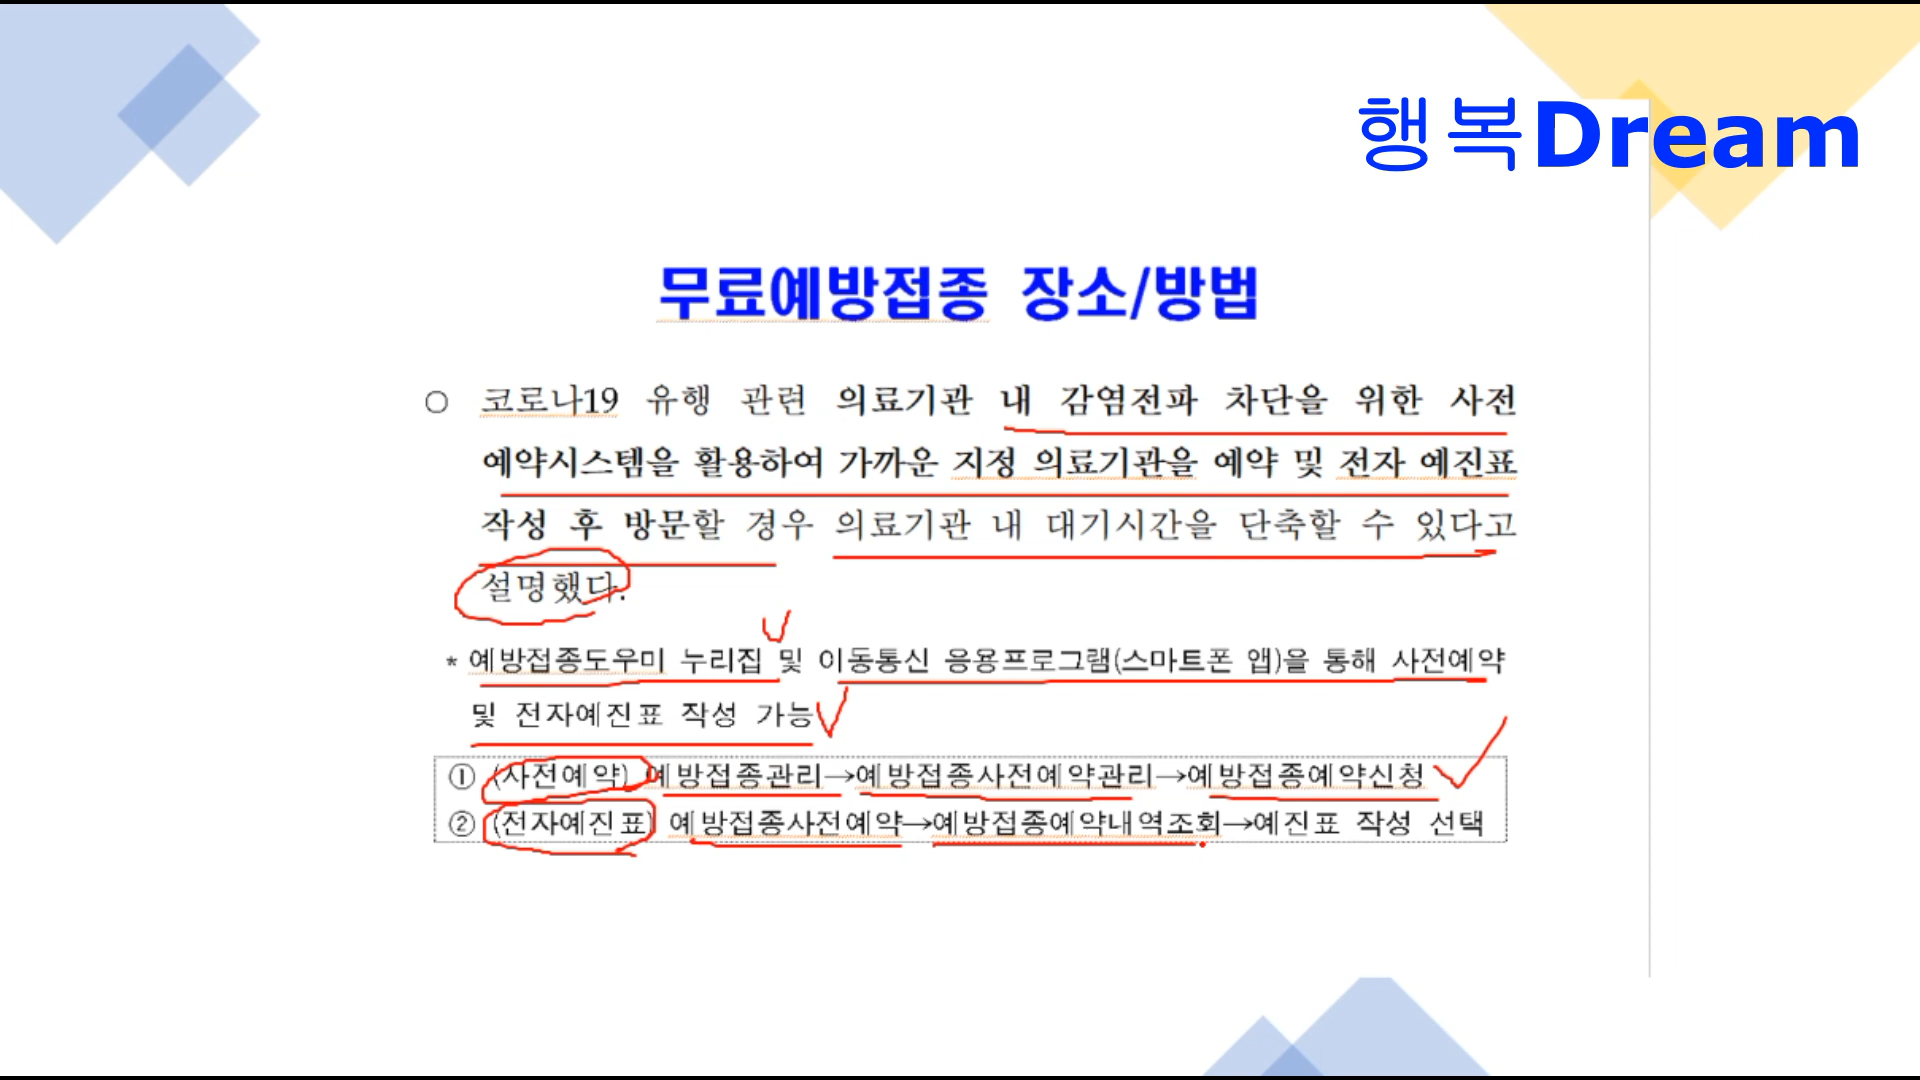 행복Dream
무료예방접종 장소/방법
○ 코로나19 유행 관련 의료기관 내 감염전파 차단을 위한 사전
예약시스템을 활용하여 가까운 지정 의료기관을 예약 및 전자 예진표
작성 후 방문할 경우 의료기관 내 대기시간을 단축할 수 있다고
설명했다.
* 예방접종도우미 누리집 및 이동통신 응용프로그램(스마트폰 앱)을 통해 사전예약
및 전자예진표 작성 가능
① (사전예약) 예방접종관리→예방접종사전예약관리→예방접종예약신청
② (전자예진표) 예방접종사전예약→예방접종예약내역조회→예진표 작성 선택